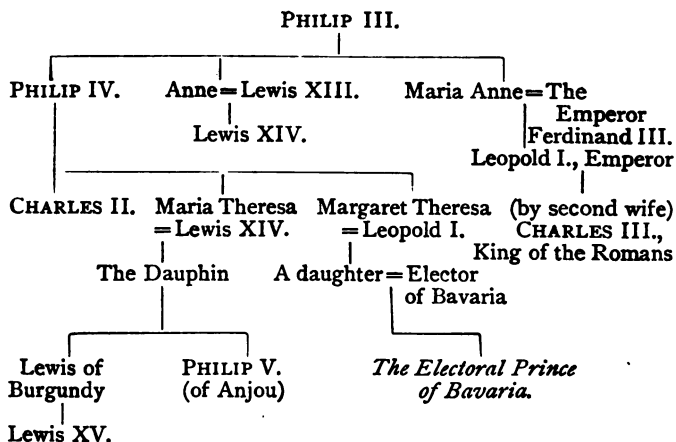 PHILIP III.
PHILIP IV. Anne=Lewis XIII. Maria Anne=The
Emperor
Ferdinand III.
Lewis XIV.
Leopold I., Emperor
CHARLES II. Maria Theresa Margaret Theresa (by second wife)
=Lewis XIV. =Leopold I. CHARLES III.,
King of the Romans
The Dauphin A daughter=Elector
of Bavaria
Lewis of PHILIP V. The Electoral Prince
Burgundy (of Anjou) of Bavaria.
Lewis XV.